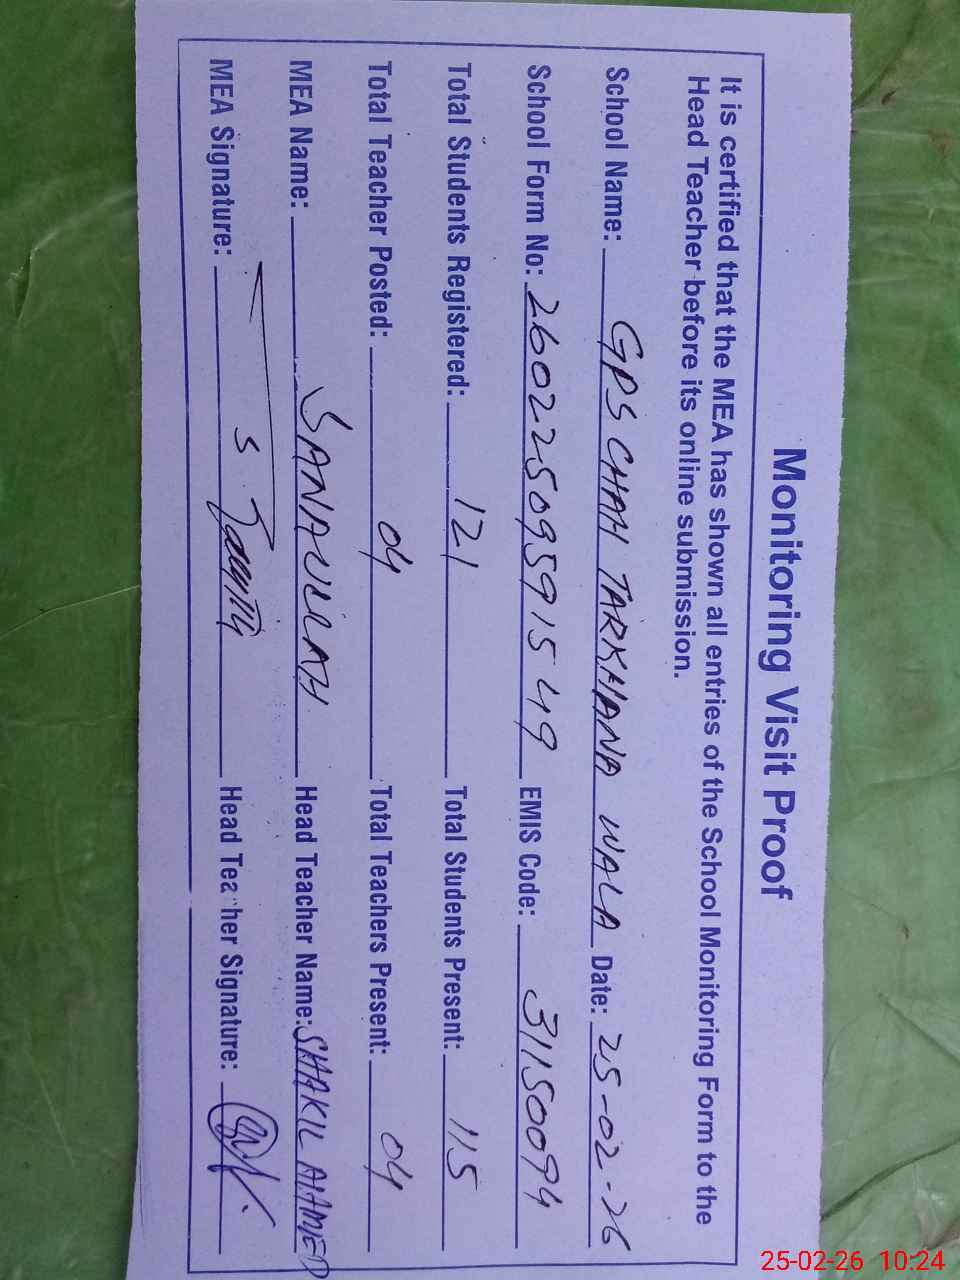 Monitoring Visit Proof
It is certified that the MEA has shown all entries of the School Monitoring Form to the
Head Teacher before its online submission.
School Name: GPS CHAH TARKHANA WALA Date: 25-02-26
School Form No: 26022509591549 EMIS Code: 31150094
Total Students Registered: 121 Total Students Present: 115
Total Teacher Posted: 04 Total Teachers Present: 04
MEA Name: SANAULLAH Head Teacher Name: SHAKIL AHMED
MEA Signature: Head Teacher Signature:
25-02-26 10:24